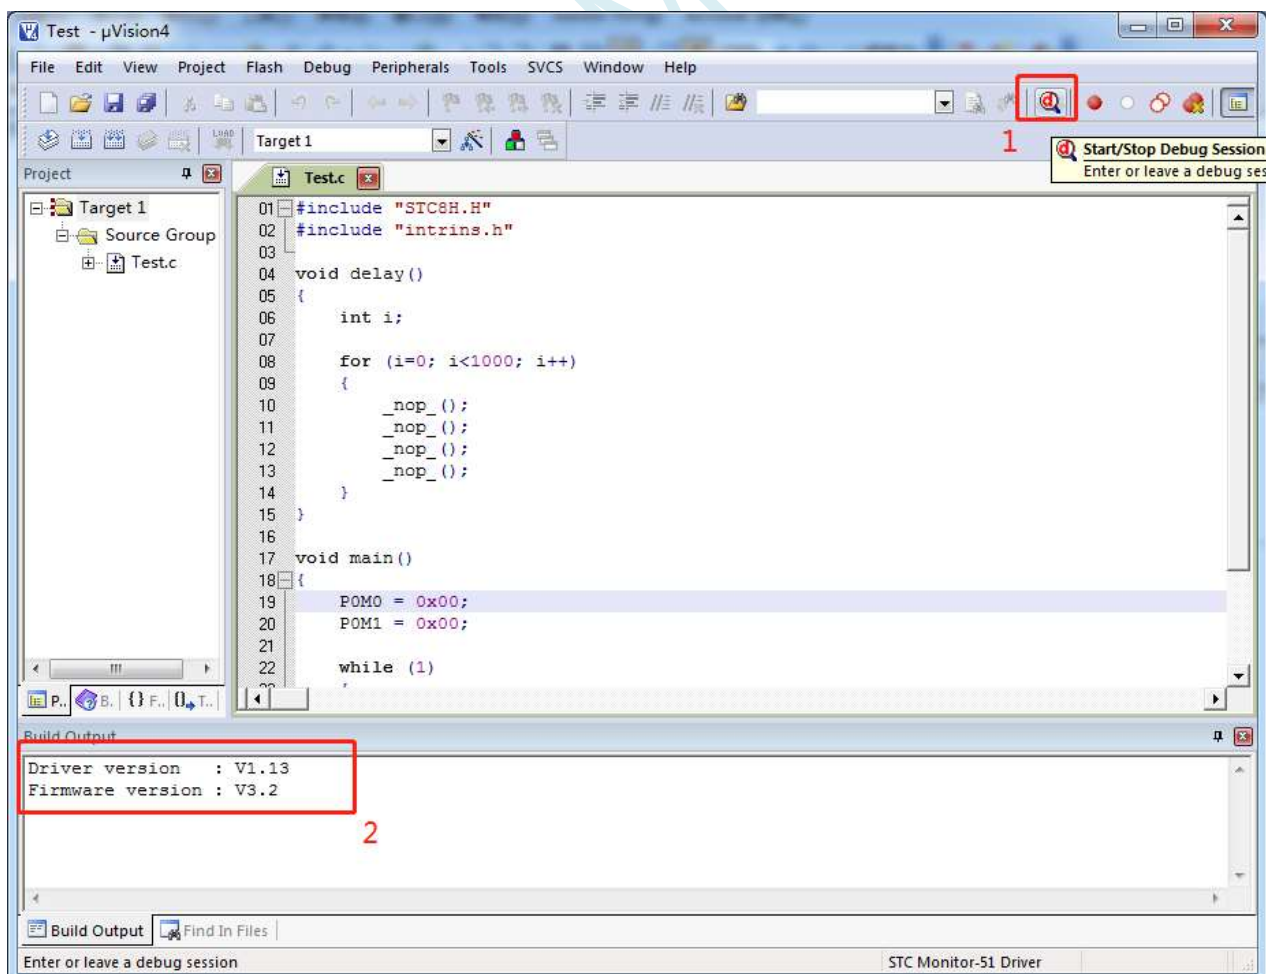 Test - µVision4
File Edit View Project Flash Debug Peripherals Tools SVCS Window Help
Target 1
1
Start/Stop Debug Session
Enter or leave a debug ses
Project
Test.c
Target 1
Source Group
Test.c
01 #include "STC8H.H"
02 #include "intrins.h"
03
04 void delay()
05 {
06 int i;
07
08 for (i=0; i<1000; i++)
09 {
10 _nop_();
11 _nop_();
12 _nop_();
13 _nop_();
14 }
15 }
16
17 void main()
18 {
19 P0M0 = 0x00;
20 P0M1 = 0x00;
21
22 while (1)
P.. B. {} F.. 0 T..
Build Output
Driver version : V1.13
Firmware version : V3.2
2
Build Output Find In Files
Enter or leave a debug session STC Monitor-51 Driver